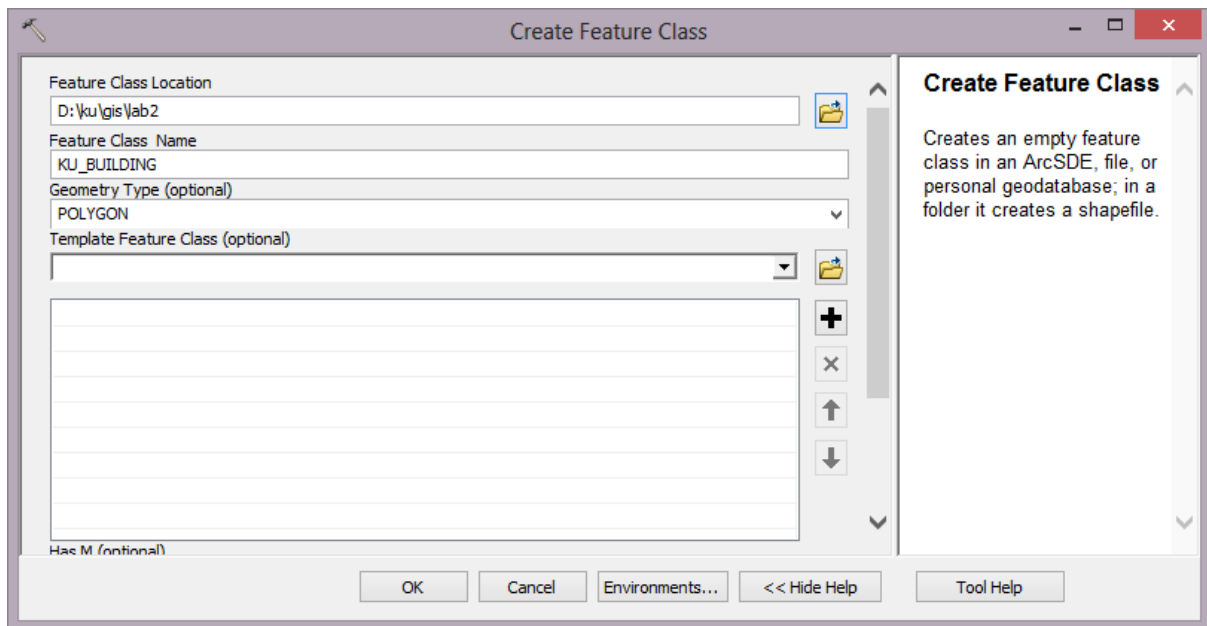 Create Feature Class
Feature Class Location
D:\ku\gis\lab2
Feature Class Name
KU_BUILDING
Geometry Type (optional)
POLYGON
Template Feature Class (optional)
Has M (optional)
OK
Cancel
Environments...
<< Hide Help
Tool Help
Create Feature Class
Creates an empty feature
class in an ArcSDE, file, or
personal geodatabase; in a
folder it creates a shapefile.